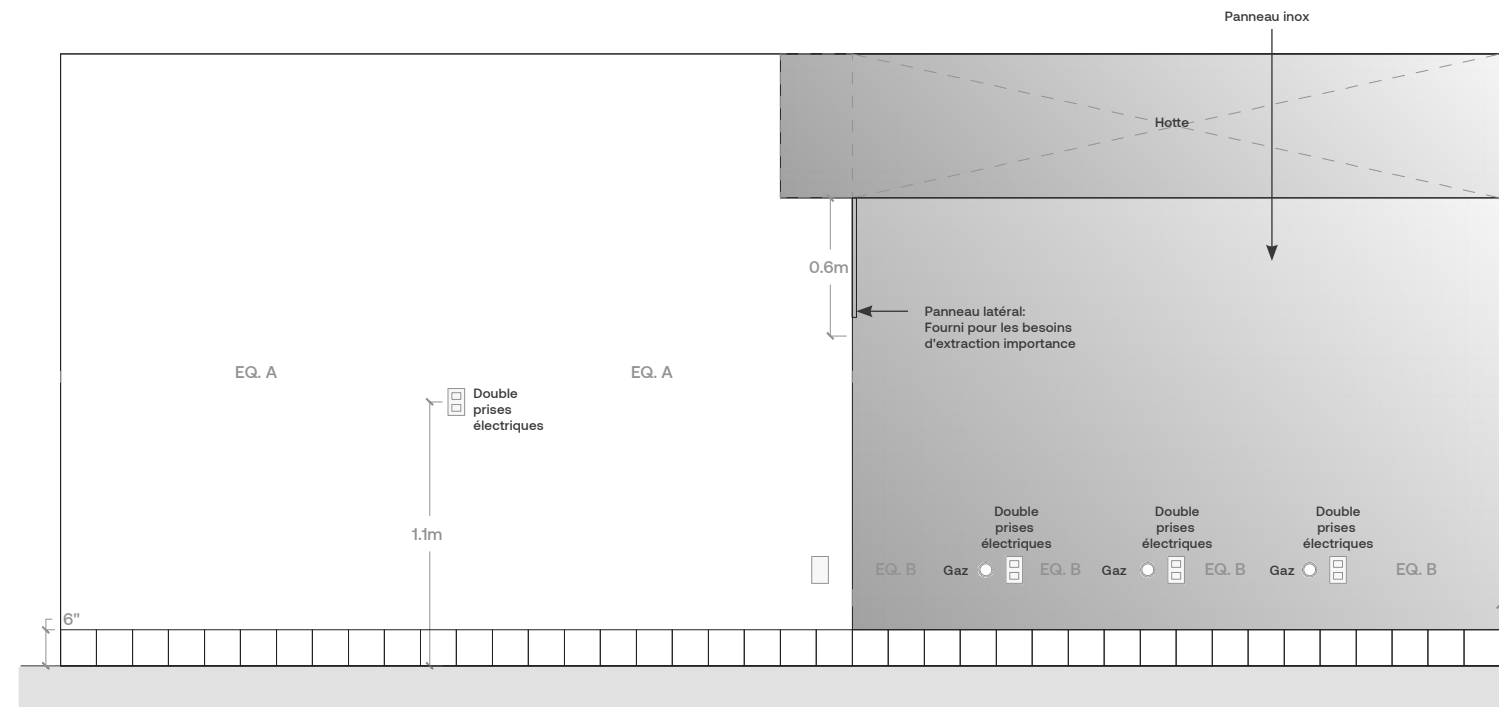 Panneau inox
Hotte
0.6m
Panneau latéral:
Fourni pour les besoins
d'extraction importance
EQ. A
EQ. A
Double
prises
électriques
1.1m
Double
prises
électriques
Double
prises
électriques
Double
prises
électriques
EQ. B
Gaz
EQ. B
Gaz
EQ. B
Gaz
EQ. B
6"